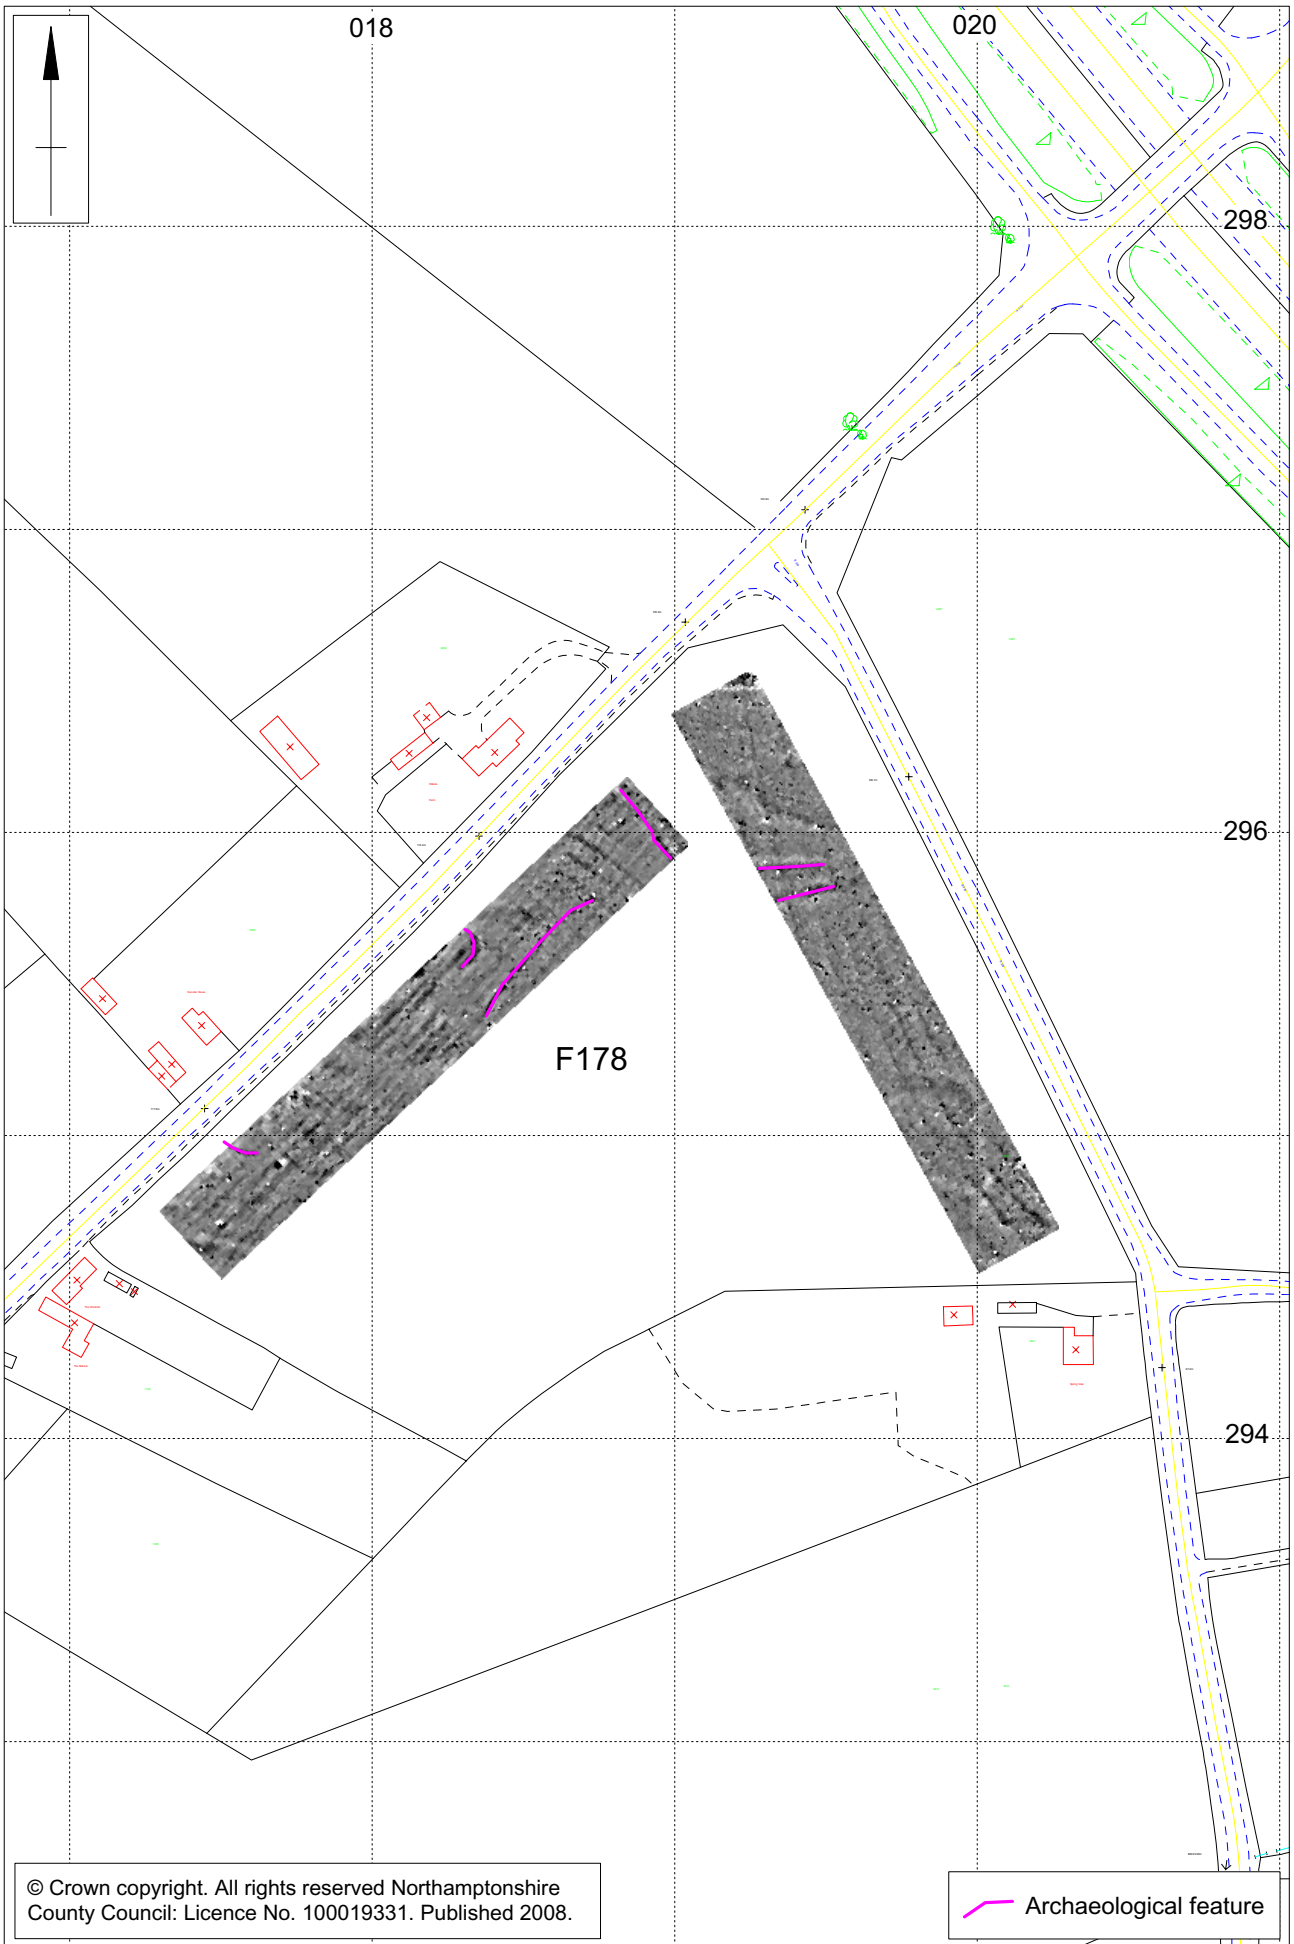 018
020
298
296
F178
294
© Crown copyright. All rights reserved Northamptonshire
County Council: Licence No. 100019331. Published 2008.
Archaeological feature